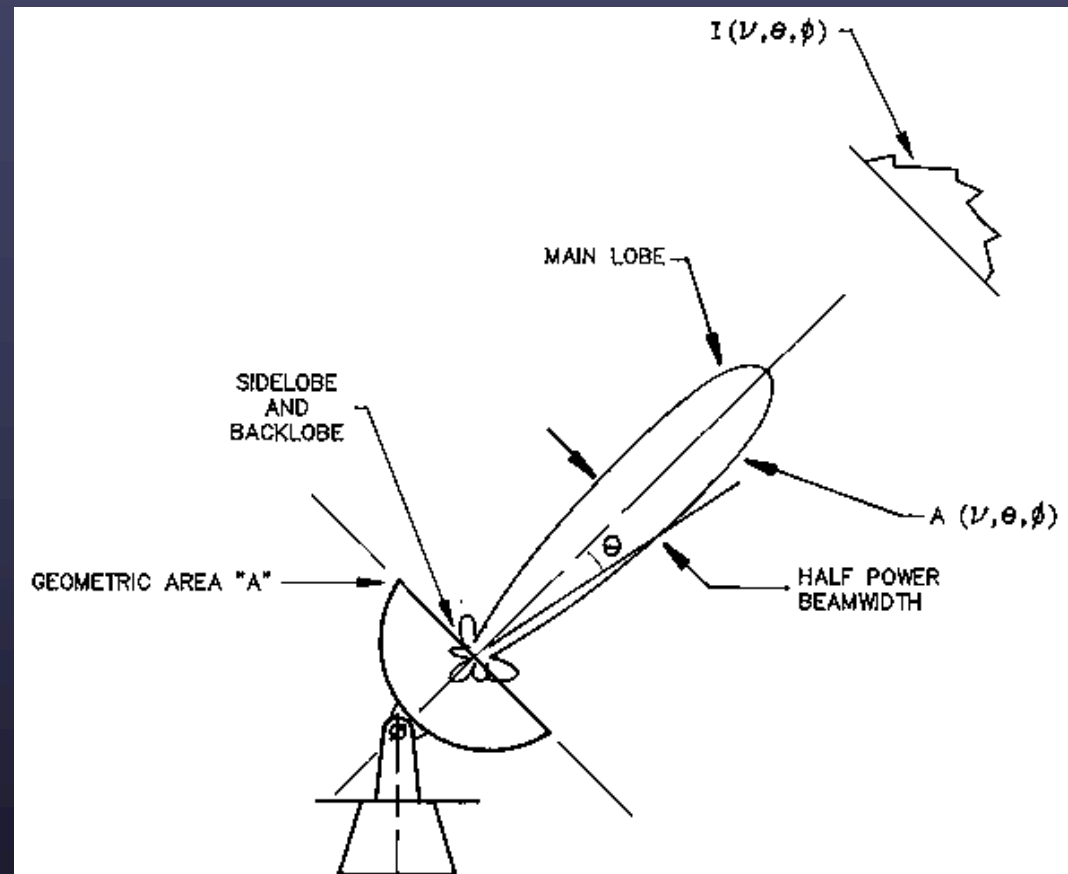 I(ν,θ,ϕ)
MAIN LOBE
SIDELOBE
AND
BACKLOBE
A (ν,θ,ϕ)
θ
GEOMETRIC AREA "A"
HALF POWER
BEAMWIDTH
ϕ